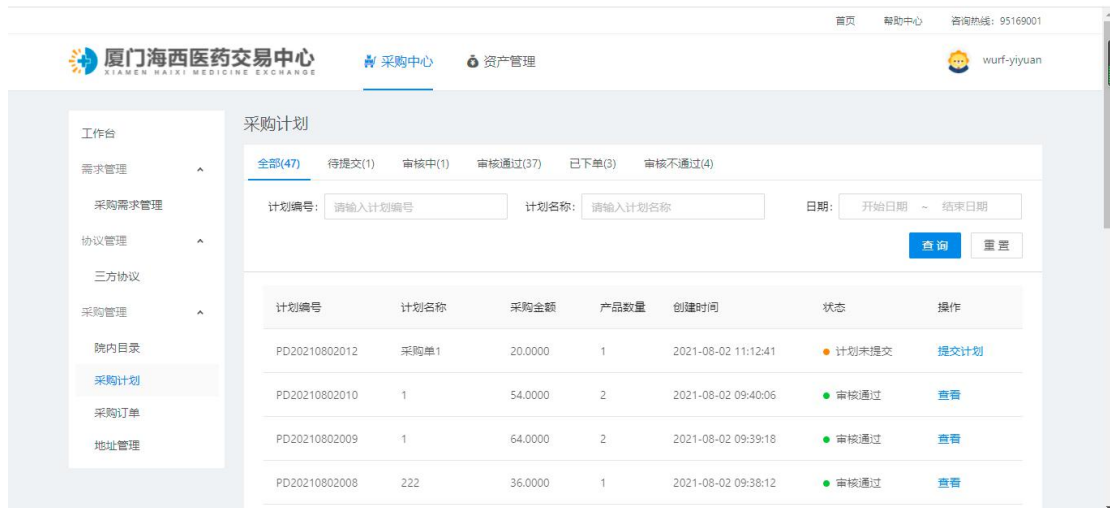 首页 帮助中心 咨询热线：95169001
厦门海西医药交易中心 采购中心 资产管理 wurf-yiyuan
XIAMEN HAIXI MEDICINE EXCHANGE
采购计划
工作台
需求管理
采购需求管理
协议管理
三方协议
采购管理
院内目录
采购计划
采购订单
地址管理
全部(47) 待提交(1) 审核中(1) 审核通过(37) 已下单(3) 审核不通过(4)
计划编号： 请输入计划编号 计划名称： 请输入计划名称 日期： 开始日期 ~ 结束日期
查询 重置
计划编号 计划名称 采购金额 产品数量 创建时间 状态 操作
PD20210802012 采购单1 20.0000 1 2021-08-02 11:12:41 计划未提交 提交计划
PD20210802010 1 54.0000 2 2021-08-02 09:40:06 审核通过 查看
PD20210802009 1 64.0000 2 2021-08-02 09:39:18 审核通过 查看
PD20210802008 222 36.0000 1 2021-08-02 09:38:12 审核通过 查看